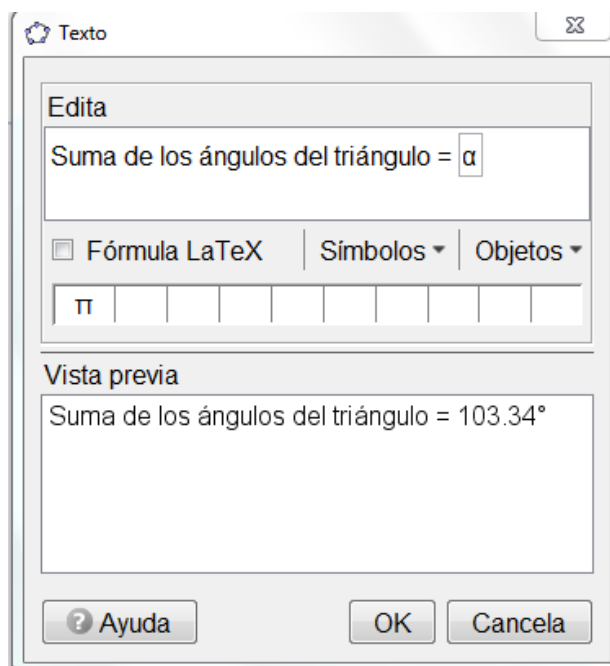 Texto
Edita
Suma de los ángulos del triángulo = α
Fórmula LaTeX Símbolos Objetos
π
Vista previa
Suma de los ángulos del triángulo = 103.34°
? Ayuda OK Cancela